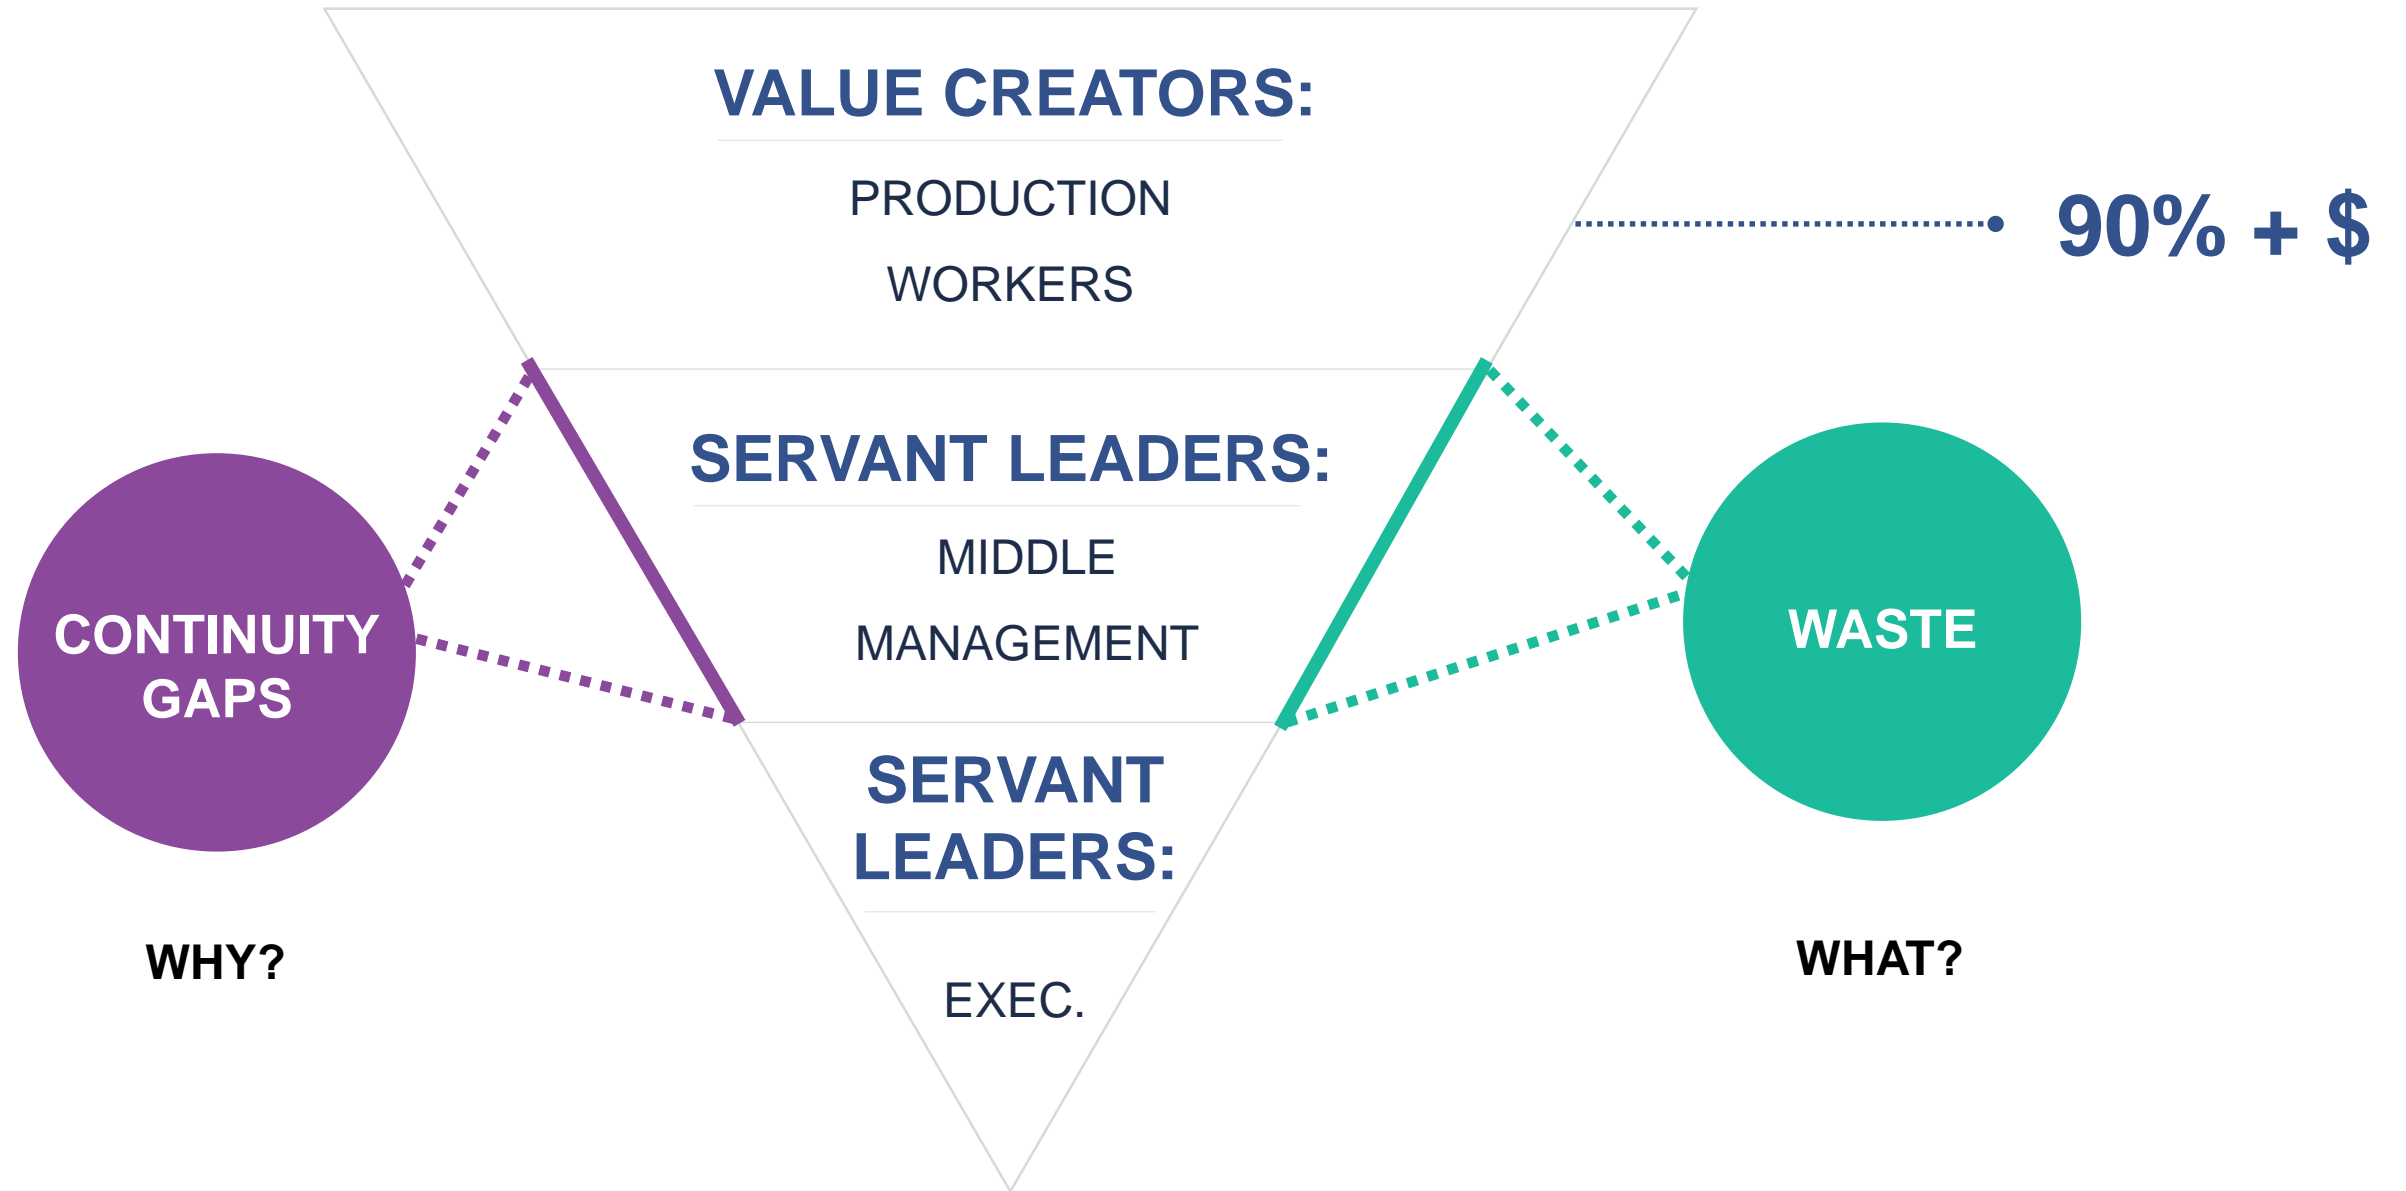 VALUE CREATORS:
PRODUCTION
WORKERS
90% + $
SERVANT LEADERS:
MIDDLE
MANAGEMENT
CONTINUITY
GAPS
WHY?
WASTE
WHAT?
SERVANT
LEADERS:
EXEC.